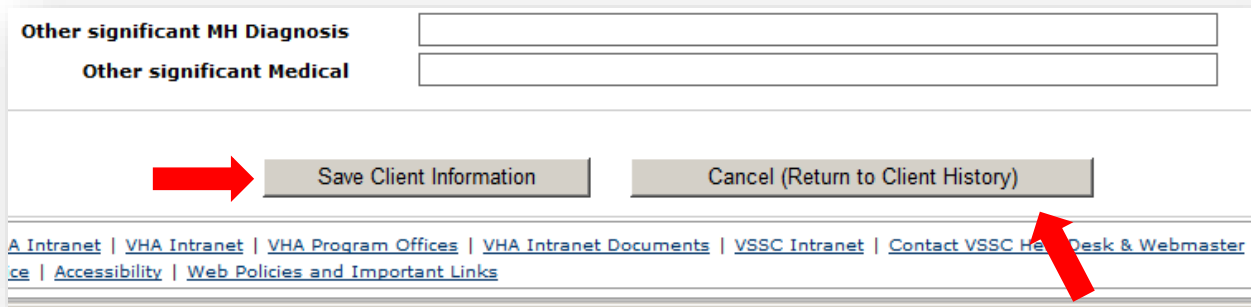 Other significant MH Diagnosis
Other significant Medical
Save Client Information Cancel (Return to Client History)
A Intranet | VHA Intranet | VHA Program Offices | VHA Intranet Documents | VSSC Intranet | Contact VSSC Desk & Webmaster
ce | Accessibility | Web Policies and Important Links